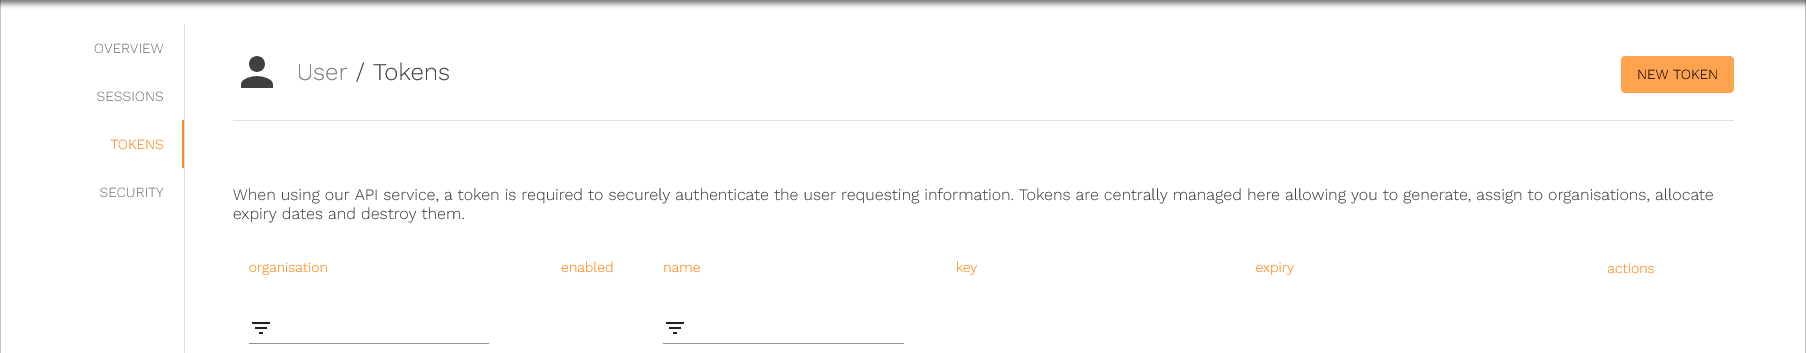 OVERVIEW
SESSIONS
TOKENS
SECURITY
User / Tokens
NEW TOKEN
When using our API service, a token is required to securely authenticate the user requesting information. Tokens are centrally managed here allowing you to generate, assign to organisations, allocate
expiry dates and destroy them.
organisation enabled name key expiry actions